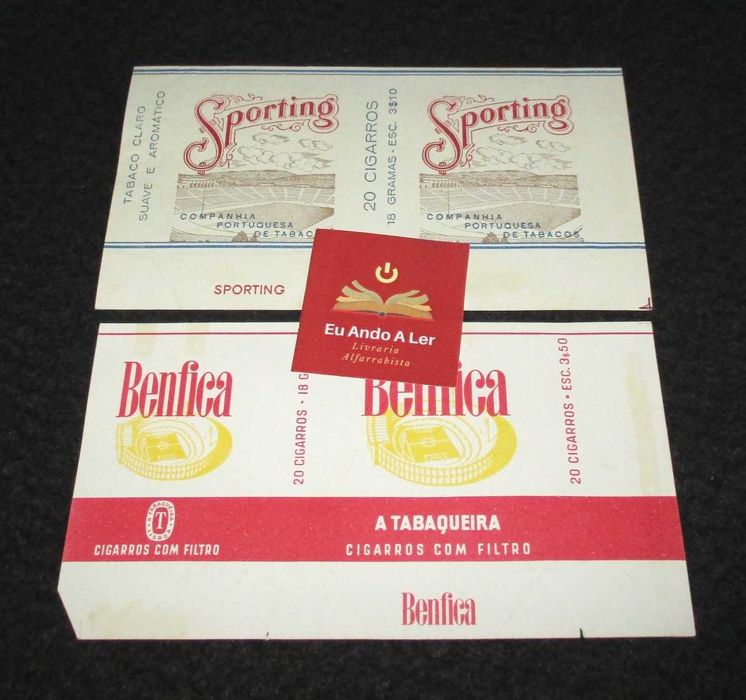 TABACO CLARO
SUAVE E AROMÁTICO
Sporting
COMPANHIA
PORTUGUESA
DE TABACOS
20 CIGARROS
18 GRAMAS - ESC. 3$10
Sporting
COMPANHIA
PORTUGUESA
DE TABACOS
SPORTING
Eu Ando A Ler
Livraria
Alfarrabista
Benfica
20 CIGARROS • 18 G
Benfica
20 CIGARROS • ESC. 3$50
A TABAQUEIRA
LISBOA
T
CIGARROS COM FILTRO
A TABAQUEIRA
CIGARROS COM FILTRO
Benfica